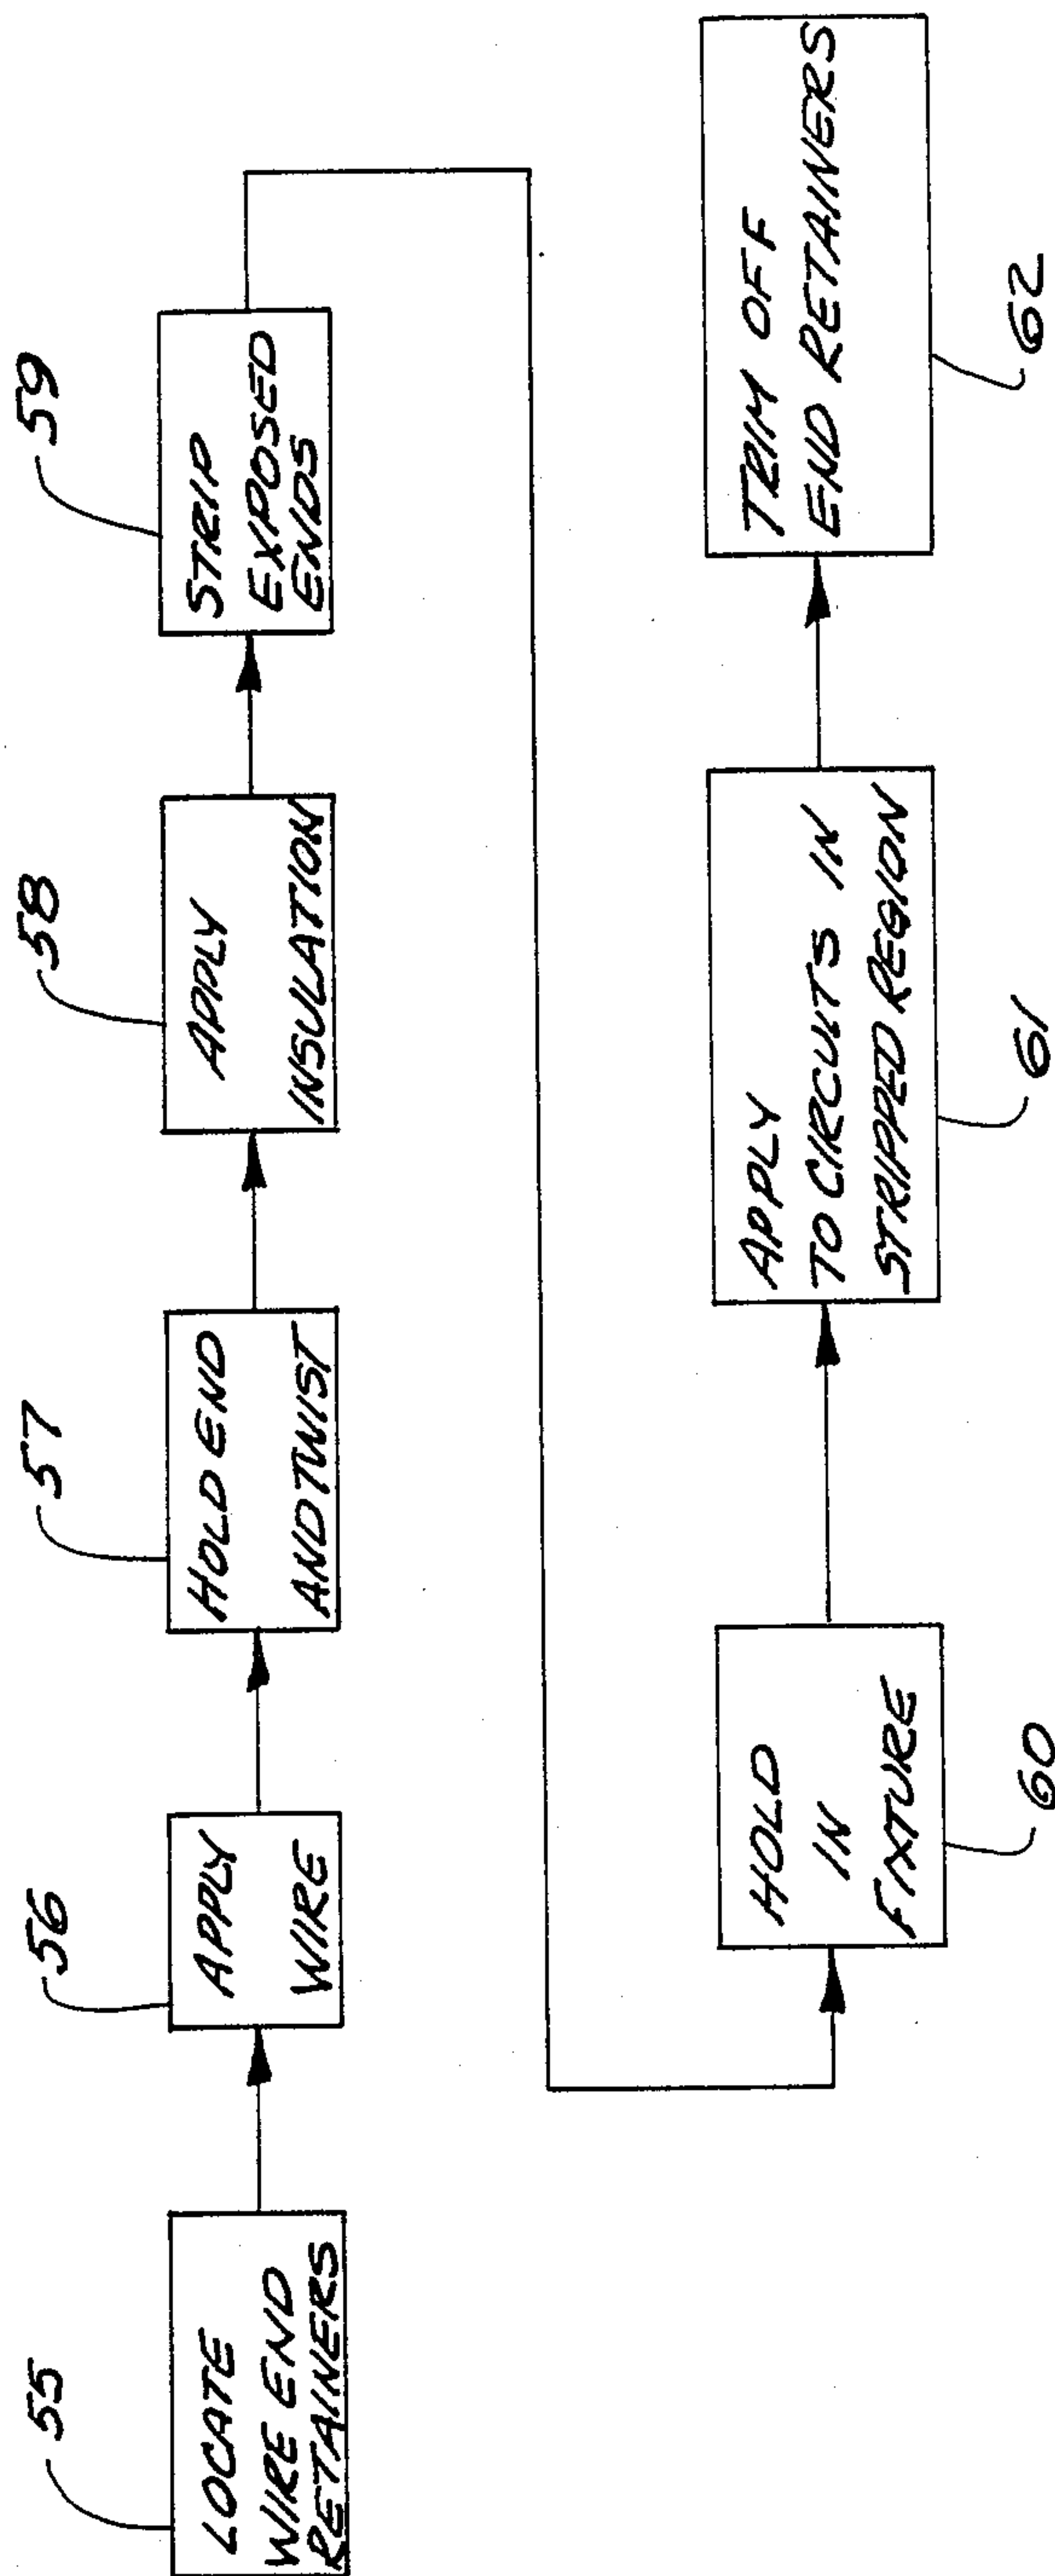 55
LOCATE
WIRE END
RETAINERS
56
APPLY
WIRE
57
HOLD END
AND TWIST
58
APPLY
INSULATION
59
STRIP
EXPOSED
ENDS
HOLD
IN
FIXTURE
60
APPLY
TO CIRCUITS IN
STRIPPED REGION
61
TRIM OFF
END RETAINERS
62